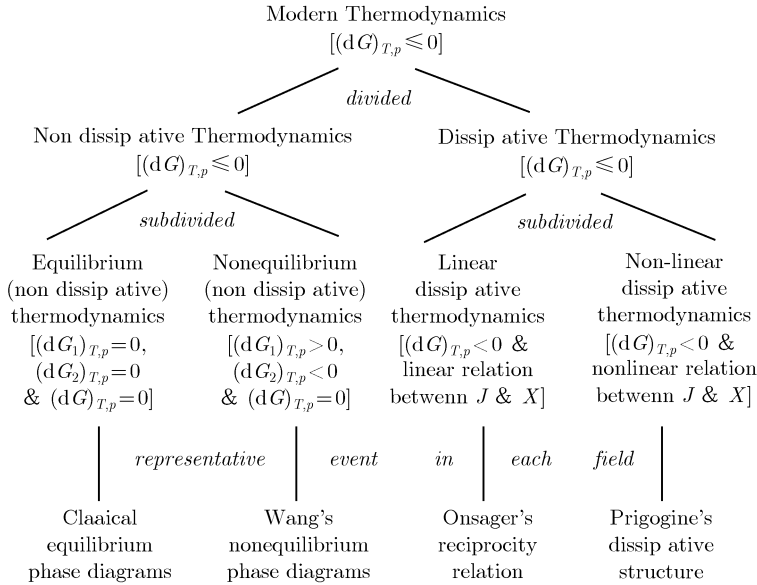 Modern Thermodynamics
[(dG)T,p ≤ 0]
divided
Non dissip ative Thermodynamics
[(dG)T,p ≤ 0]
Dissip ative Thermodynamics
[(dG)T,p ≤ 0]
subdivided
subdivided
Equilibrium
(non dissip ative)
thermodynamics
[(dG1)T,p=0,
(dG2)T,p=0
& (dG)T,p=0]
Nonequilibrium
(non dissip ative)
thermodynamics
[(dG1)T,p>0,
(dG2)T,p<0
& (dG)T,p=0]
Linear
dissip ative
thermodynamics
[(dG)T,p<0 &
linear relation
betwenn J & X]
Non-linear
dissip ative
thermodynamics
[(dG)T,p<0 &
nonlinear relation
betwenn J & X]
representative event in each field
Claaical
equilibrium
phase diagrams
Wang's
nonequilibrium
phase diagrams
Onsager's
reciprocity
relation
Prigogine's
dissip ative
structure